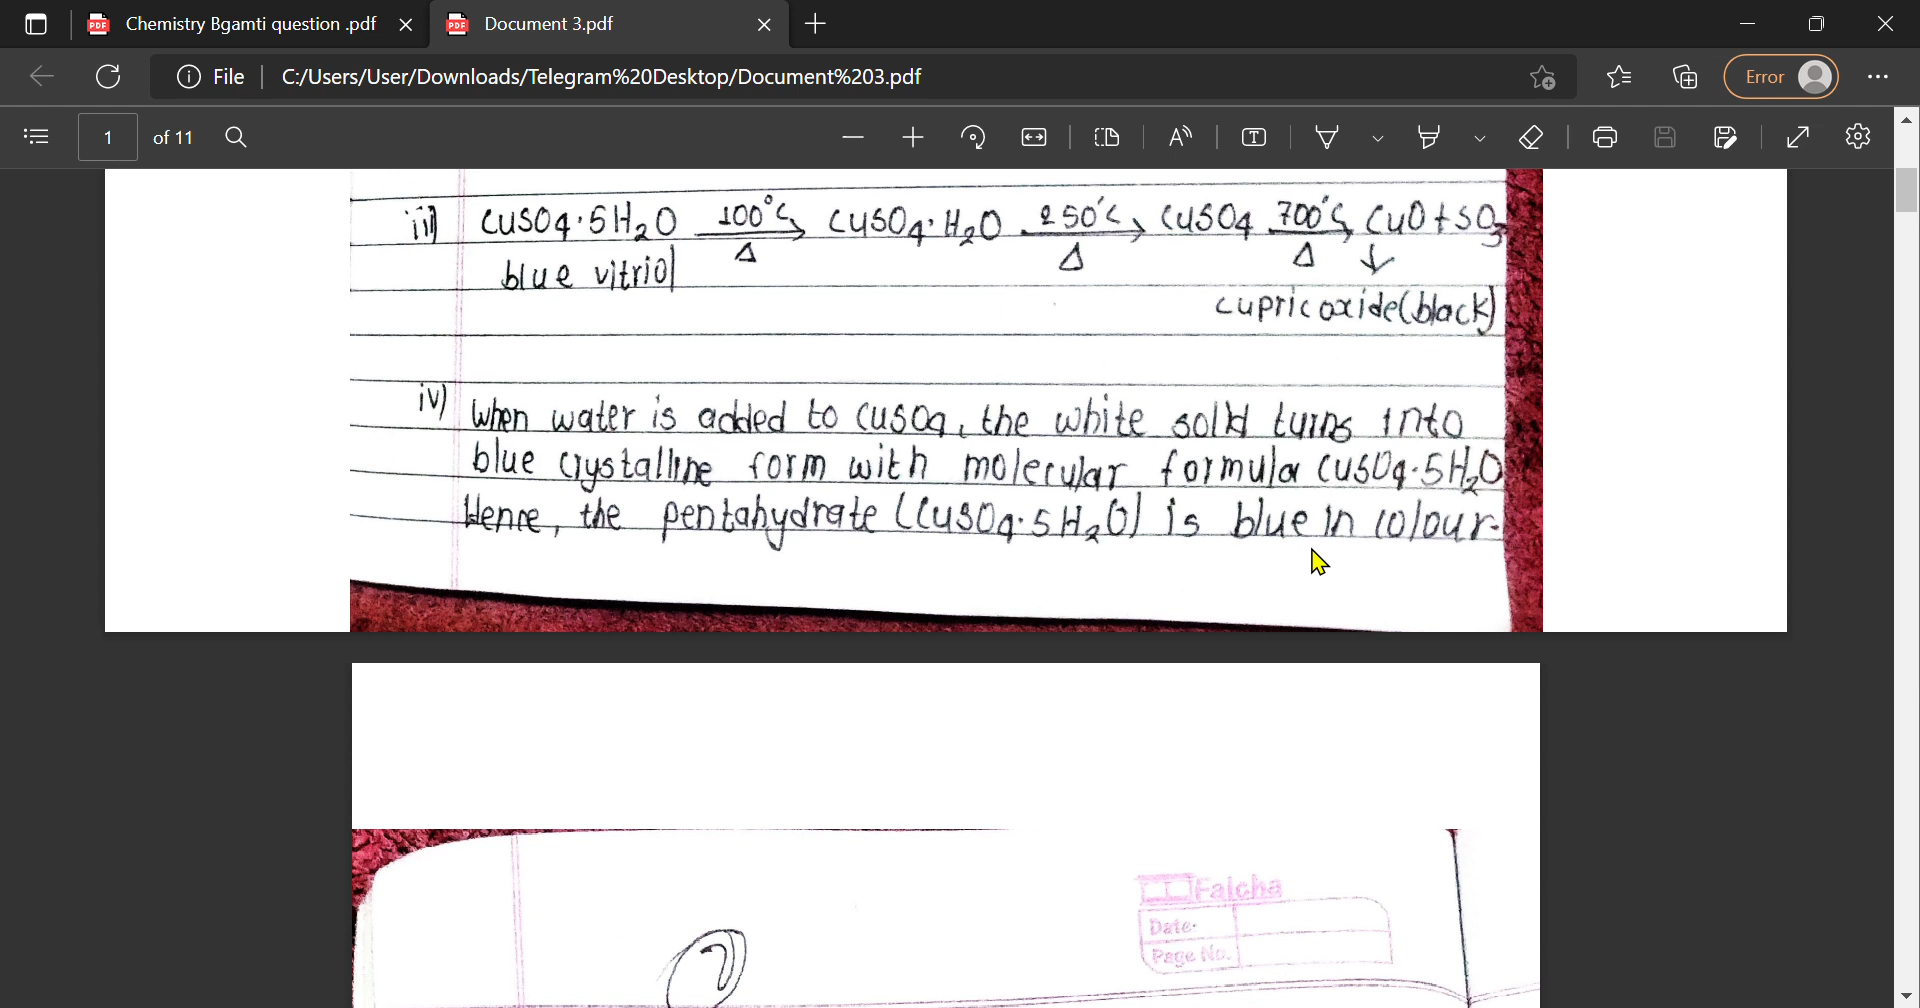 Chemistry Bgamti question .pdf
Document 3.pdf
File
C:/Users/User/Downloads/Telegram%20Desktop/Document%203.pdf
Error
1 of 11
iii) CuSO4·5H2O 100°C CuSO4·H2O 250°C CuSO4 700°C CuO+SO3
Δ Δ Δ
blue vitriol
cupric oxide(black)
iv) When water is added to CuSO4, the white solid turns into
blue crystalline form with molecular formula CuSO4·5H2O
Hence, the pentahydrate (CuSO4·5H2O) is blue in colour.
Falcha
Date:
Page No.